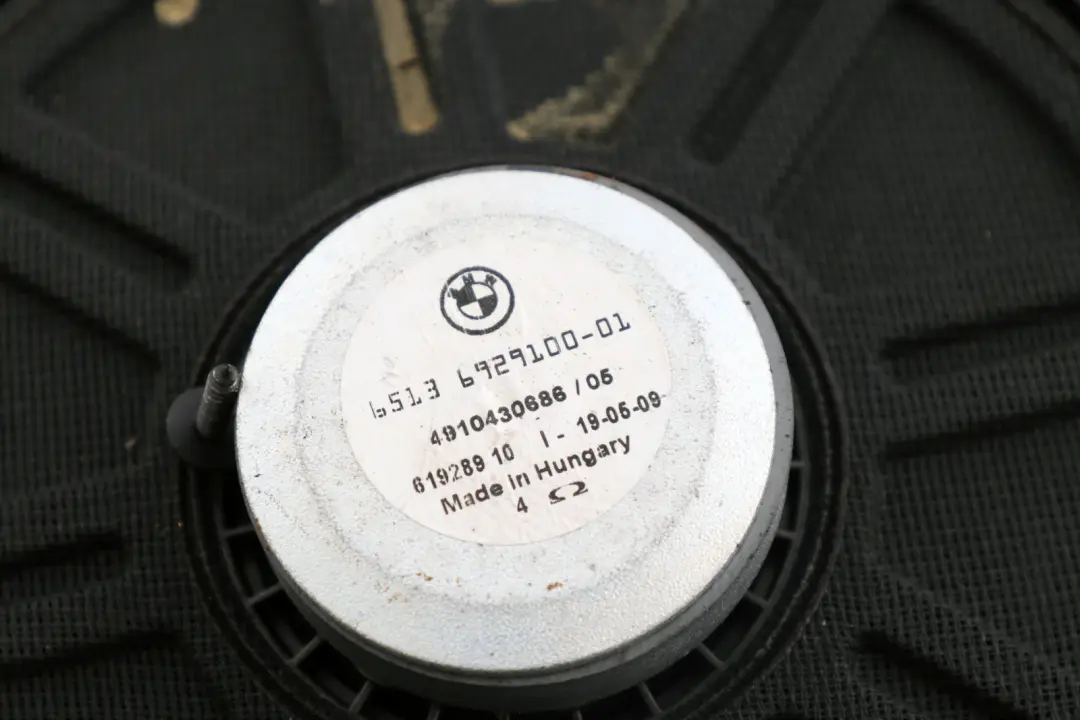 BMW
6513 6929100-01
4910430686 / 05
619289 10 I - 19-05-09
Made in Hungary
4 Ω